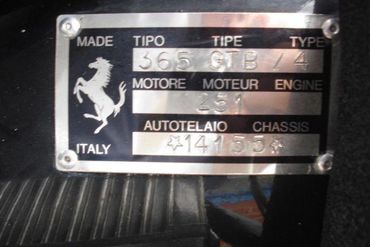 MADE TIPO TIPE TYPE
365 GTB/4
MOTORE MOTEUR ENGINE
251
AUTOTELAIO CHASSIS
ITALY ☆14155☆